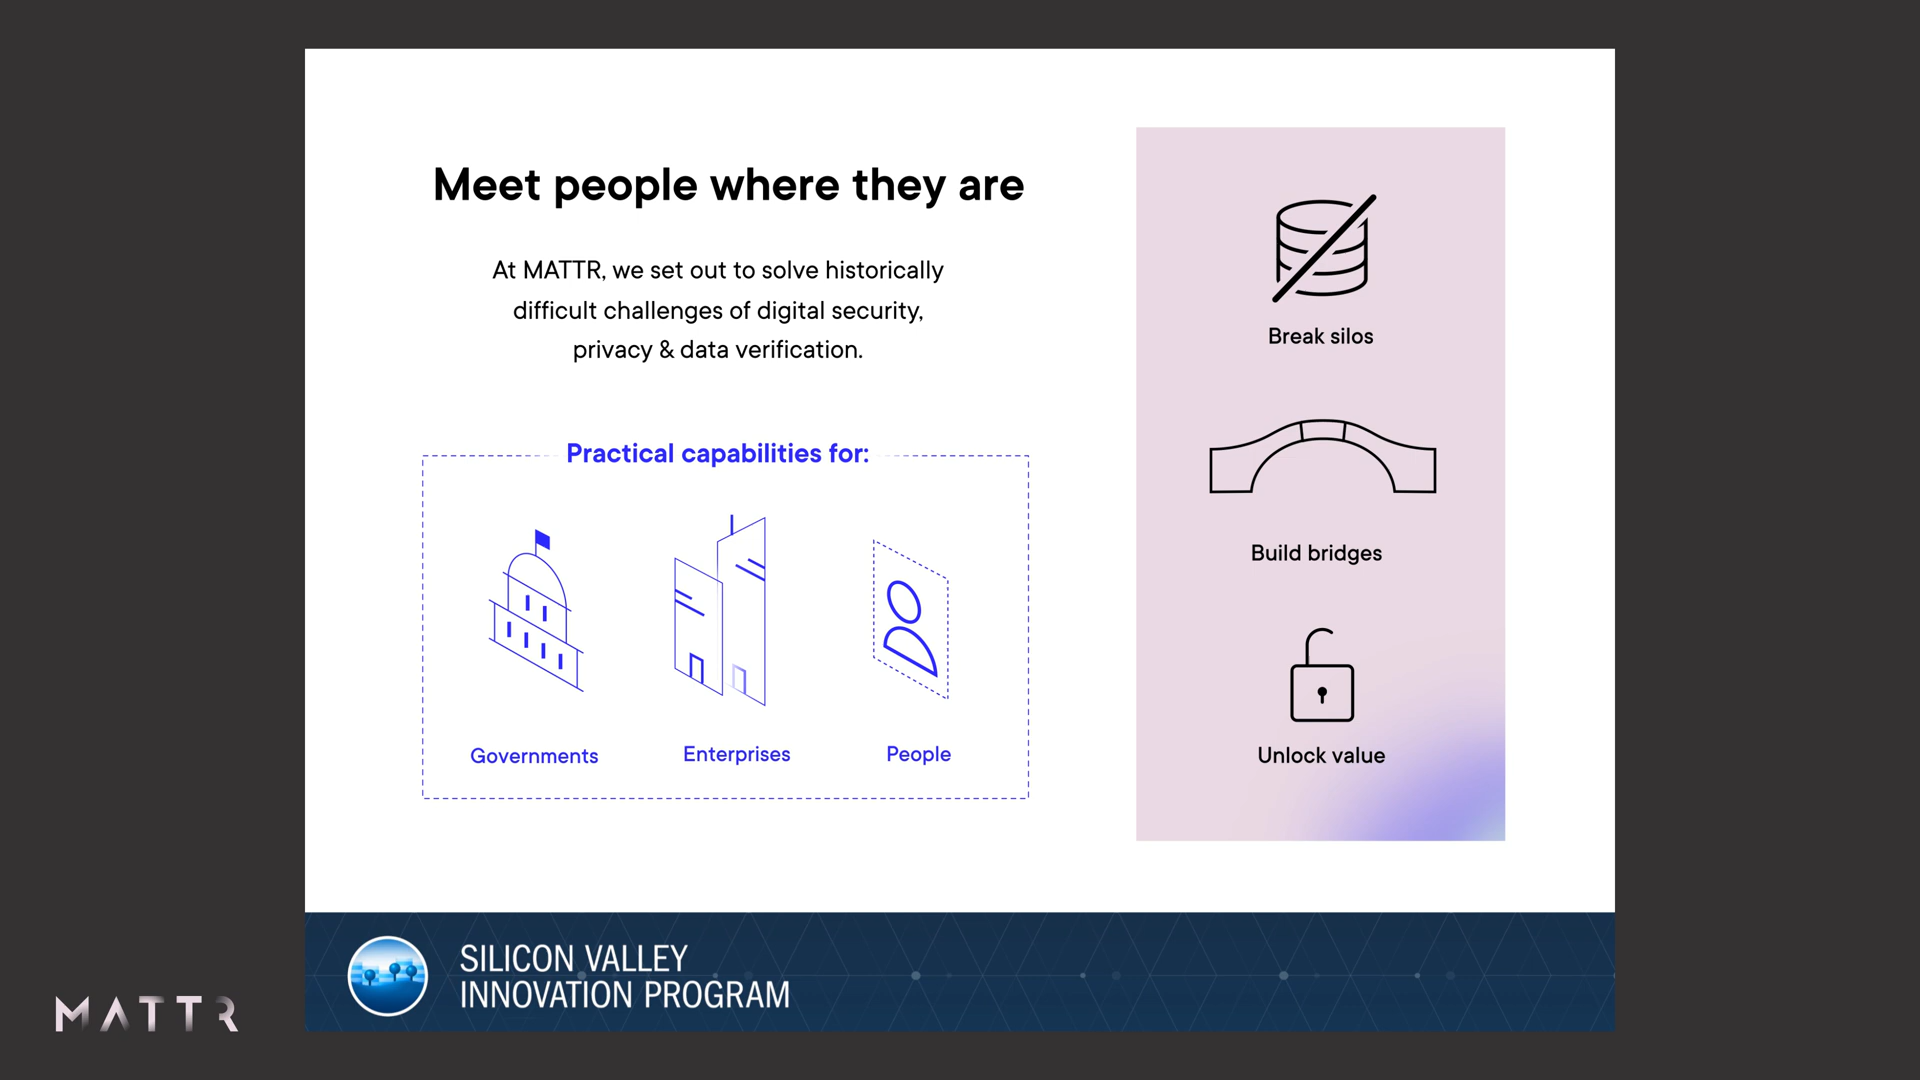 Meet people where they are
At MATTR, we set out to solve historically
difficult challenges of digital security,
privacy & data verification.
Practical capabilities for:
Governments
Enterprises
People
Break silos
Build bridges
Unlock value
SILICON VALLEY
INNOVATION PROGRAM
MATTR